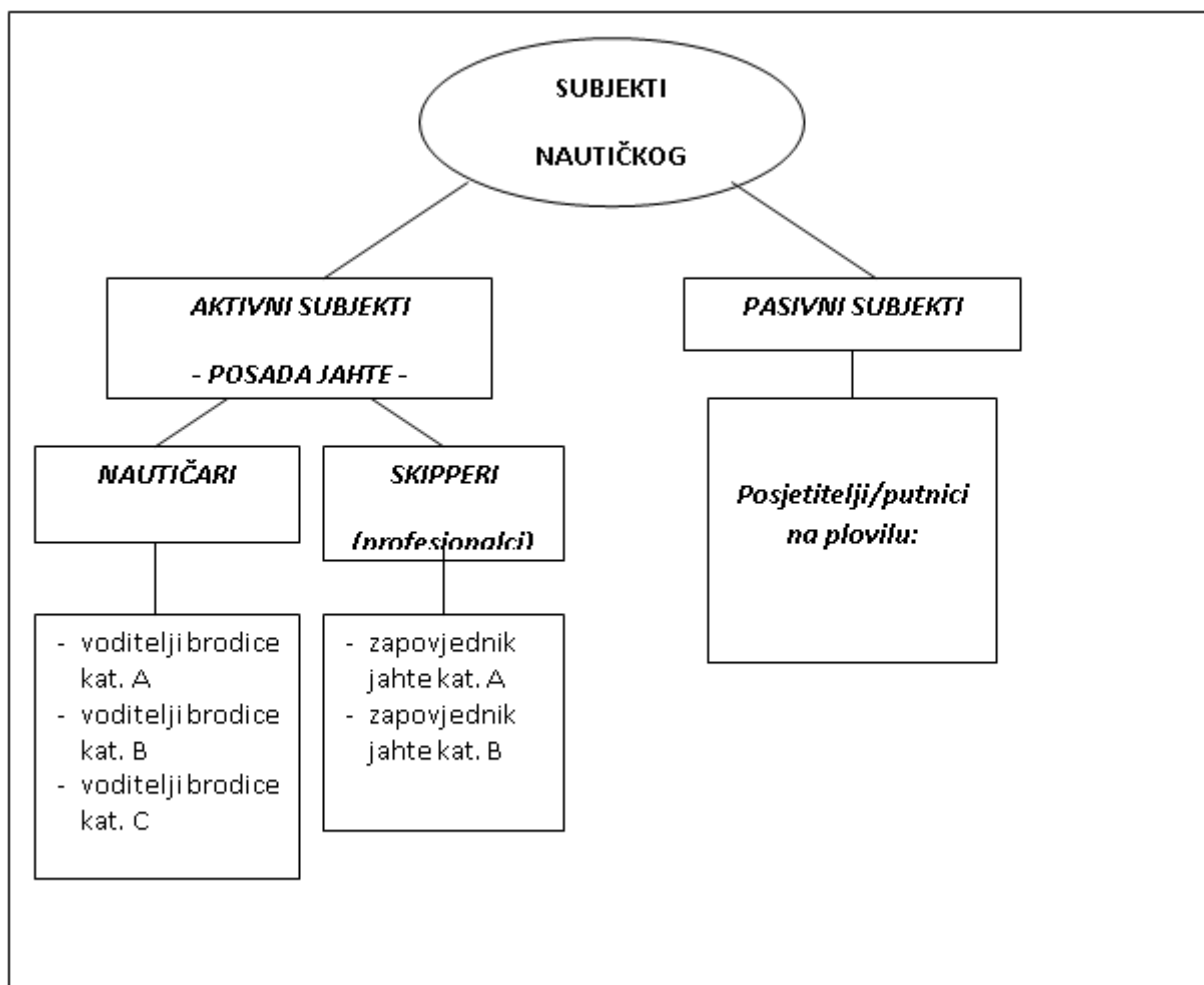 SUBJEKTI
NAUTIČKOG
AKTIVNI SUBJEKTI
- POSADA JAHTE -
PASIVNI SUBJEKTI
NAUTIČARI
SKIPPERI
(profesionalci)
Posjetitelji/putnici
na plovilu:
- voditelji brodice
kat. A
- voditelji brodice
kat. B
- voditelji brodice
kat. C
- zapovjednik
jahte kat. A
- zapovjednik
jahte kat. B